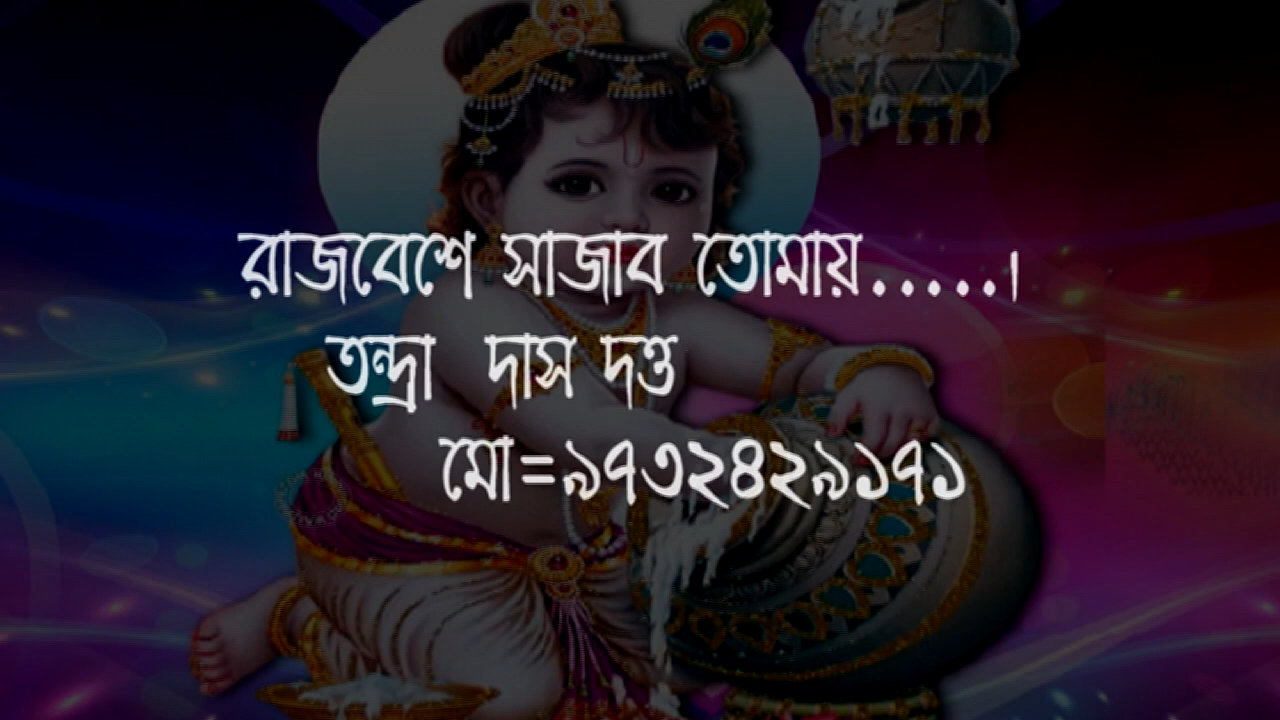 রাজবেশে সাজাব তোমায়.....।
তন্দ্রা দাস দত্ত
মো=৯৭৩২৪২৯১৭১